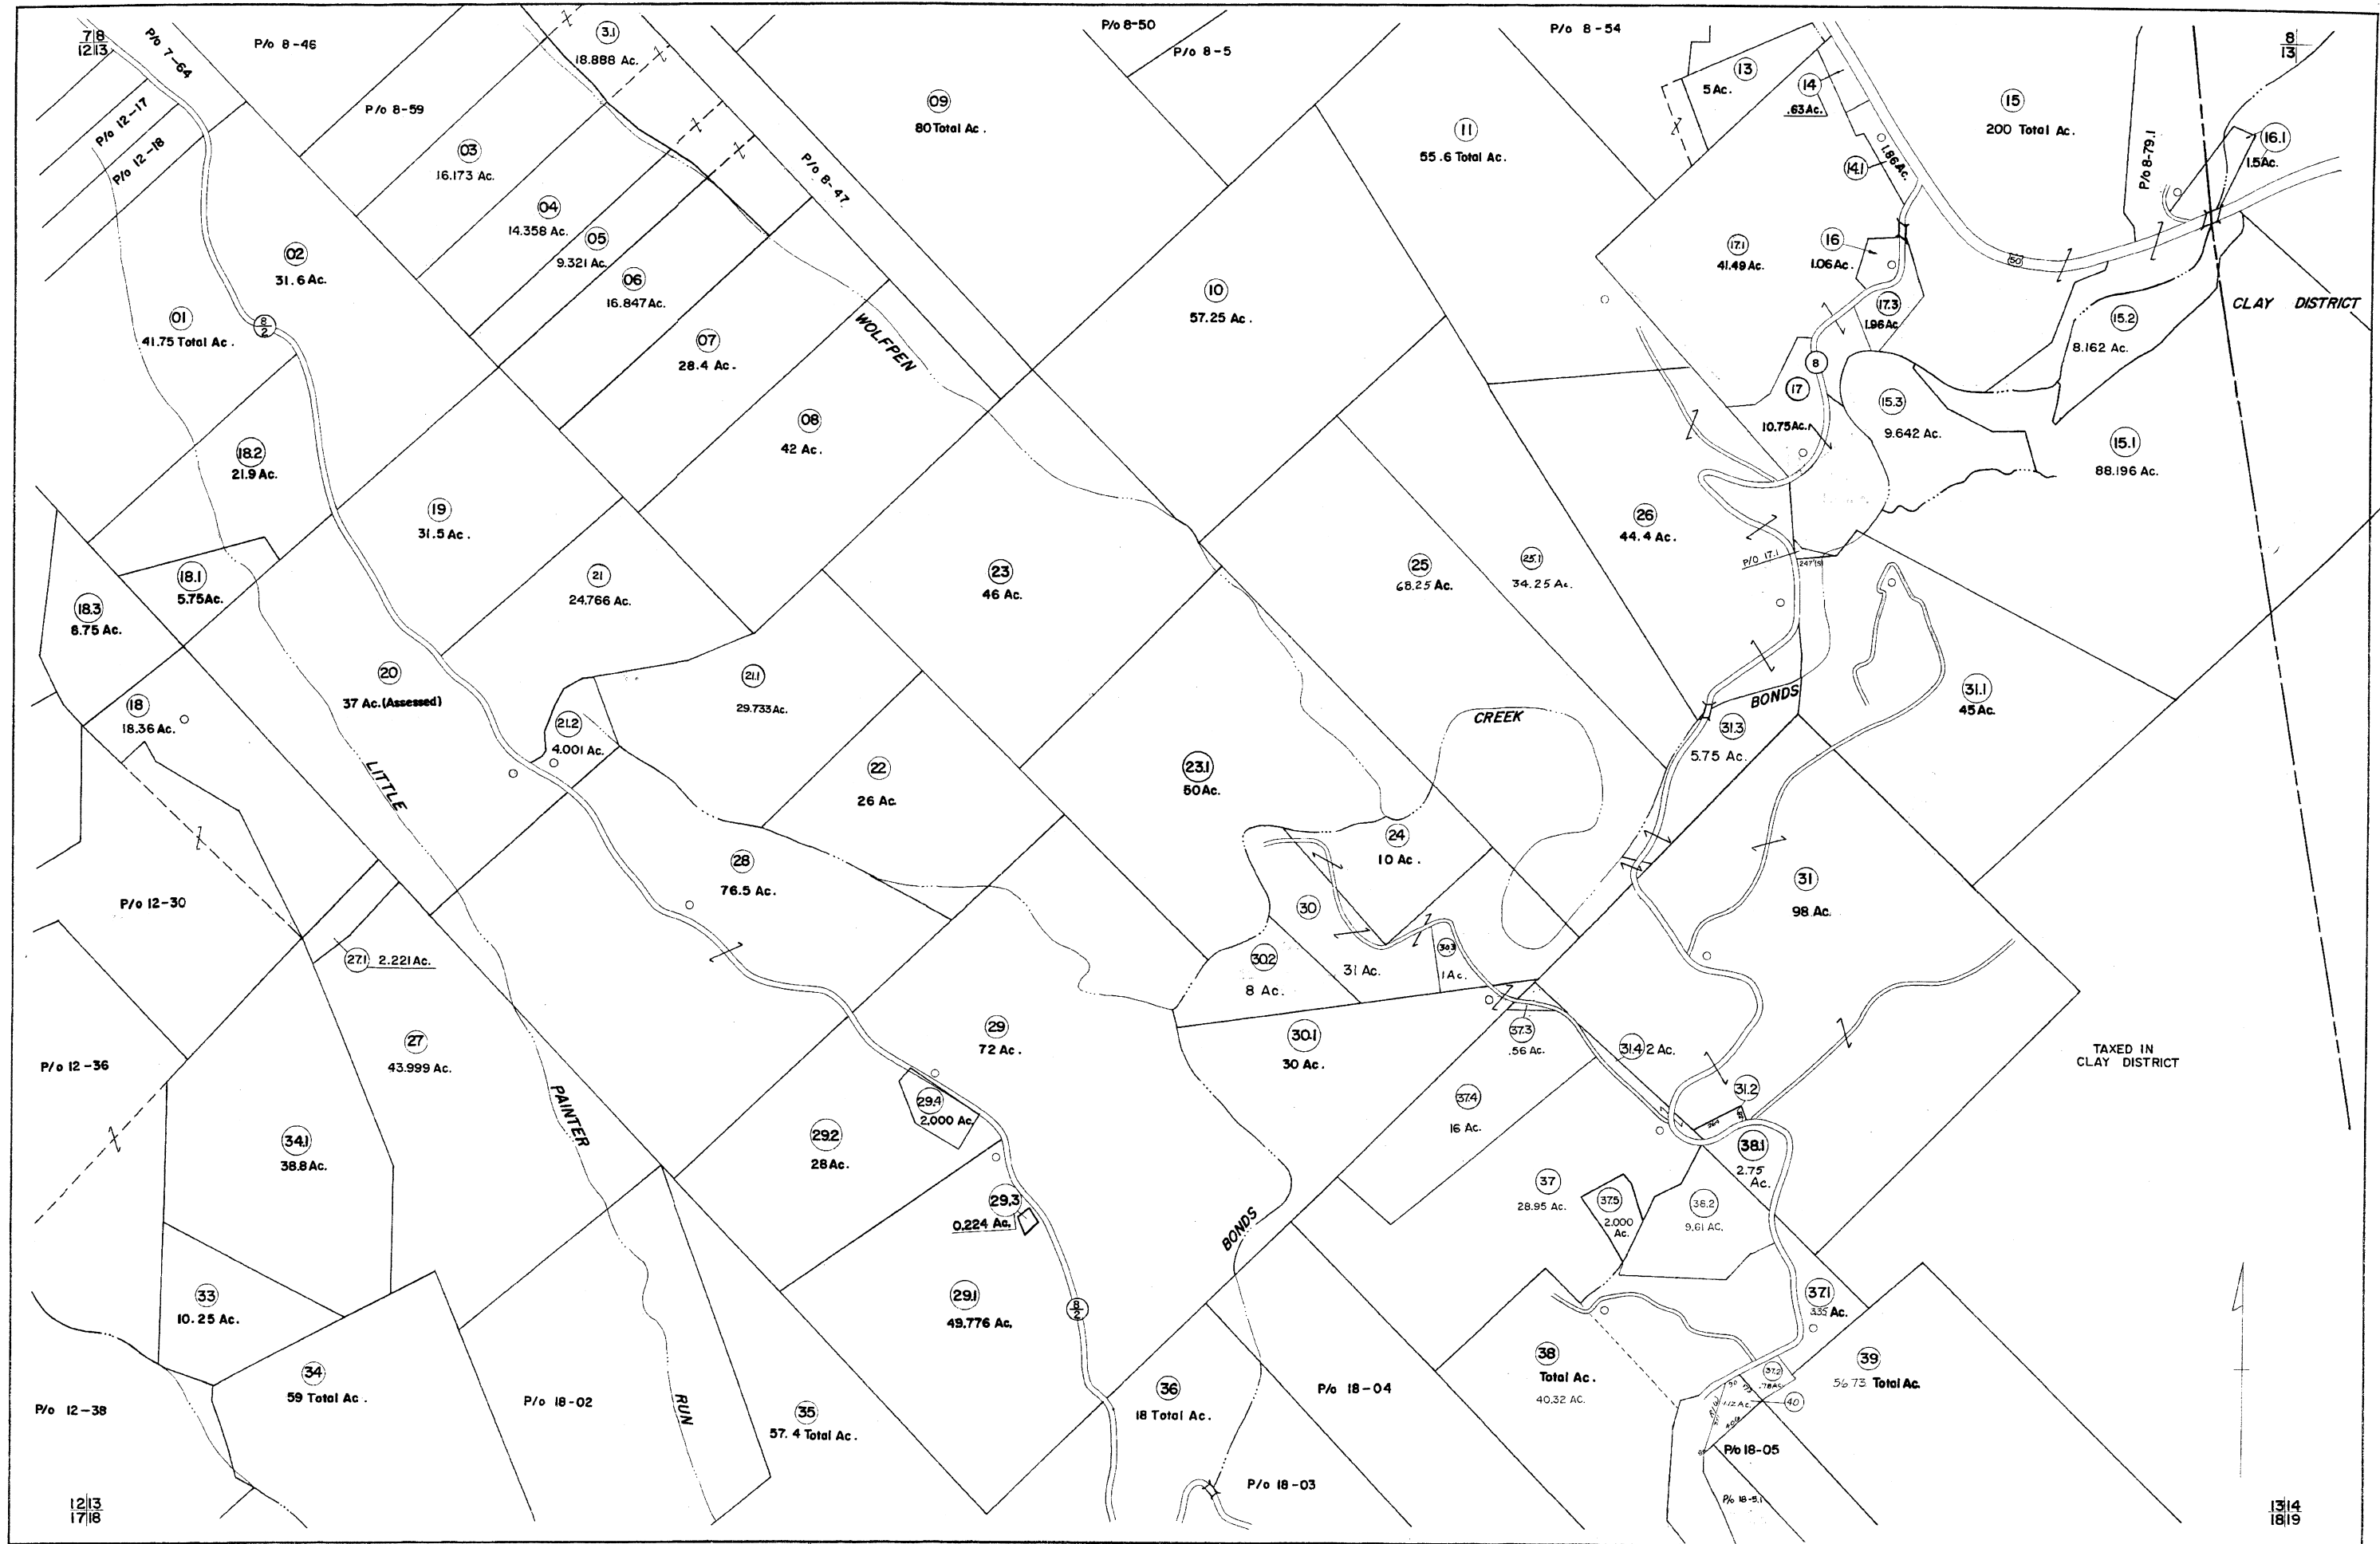 7|8
12|13
P/o 7-64
P/o 8-46
3.1
18.888 Ac.
P/o 8-50
P/o 8-5
P/o 8-54
8
13
P/o 12-17
P/o 12-18
P/o 8-59
03
16.173 Ac.
04
14.358 Ac.
05
9.321 Ac.
06
16.847 Ac.
P/o 8-47
09
80 Total Ac.
11
55.6 Total Ac.
13
5 Ac.
14
.63 Ac.
14.1
1.86 Ac.
15
200 Total Ac.
P/o 8-79.1
16.1
1.5 Ac.
02
31.6 Ac.
01
41.75 Total Ac.
8
2
07
28.4 Ac.
08
42 Ac.
WOLFPEN
10
57.25 Ac.
17.1
41.49 Ac.
16
1.06 Ac.
17.3
1.96 Ac
50
CLAY DISTRICT
15.2
8.162 Ac.
8
17
10.75 Ac.
15.3
9.642 Ac.
15.1
88.196 Ac.
18.2
21.9 Ac.
19
31.5 Ac.
18.1
5.75 Ac.
18.3
8.75 Ac.
21
24.766 Ac.
23
46 Ac.
25
68.25 Ac.
25.1
34.25 Ac.
26
44.4 Ac.
P/O 17.1
247'(S)
20
37 Ac. (Assessed)
18
18.36 Ac.
21.2
4.001 Ac.
21.1
29.733 Ac.
22
26 Ac.
23.1
50 Ac.
CREEK
BONDS
31.3
5.75 Ac.
31.1
45 Ac.
LITTLE
28
76.5 Ac.
24
10 Ac.
31
98 Ac.
P/o 12-30
27.1
2.221 Ac.
30
31 Ac.
30.2
8 Ac.
30.3
1 Ac.
27
43.999 Ac.
P/o 12-36
29
72 Ac.
30.1
30 Ac.
37.3
.56 Ac.
31.4
2 Ac.
TAXED IN
CLAY DISTRICT
PAINTER
29.4
2.000 Ac.
29.2
28 Ac.
37.4
16 Ac.
31.2
38.1
2.75
Ac.
34.1
38.8 Ac.
29.3
0.224 Ac.
BONDS
37
28.95 Ac.
37.5
2.000
Ac.
38.2
9.61 AC.
33
10.25 Ac.
29.1
49.776 Ac.
8
2
37.1
3.35 Ac.
34
59 Total Ac.
P/o 12-38
P/o 18-02
RUN
35
57.4 Total Ac.
36
18 Total Ac.
P/o 18-04
38
Total Ac.
40.32 AC.
37.2
.78 Ac.
39
56.73 Total Ac.
40
1.12 Ac.
P/o 18-05
P/o 18-5.1
P/o 18-03
12|13
17|18
13|14
18|19